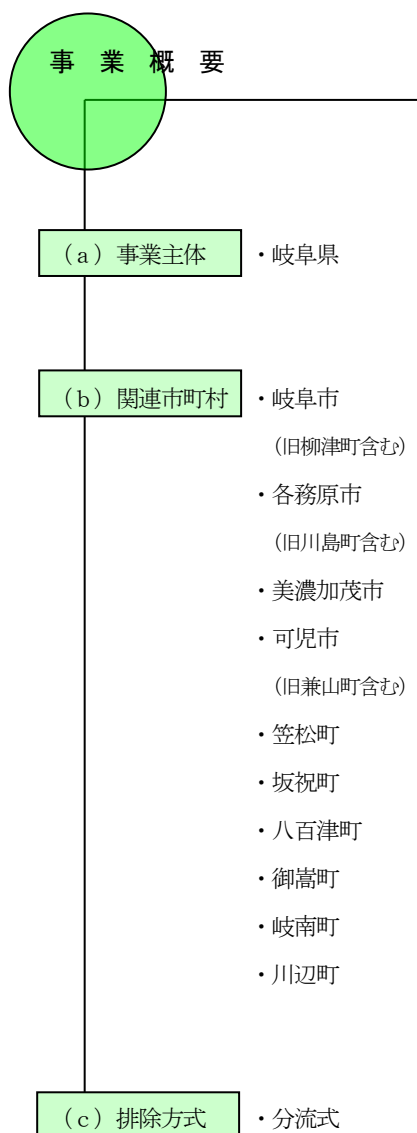 事 業 概 要
（a）事業主体 ・岐阜県
（b）関連市町村 ・岐阜市
（旧柳津町含む）
・各務原市
（旧川島町含む）
・美濃加茂市
・可児市
（旧兼山町含む）
・笠松町
・坂祝町
・八百津町
・御嵩町
・岐南町
・川辺町
（c）排除方式 ・分流式